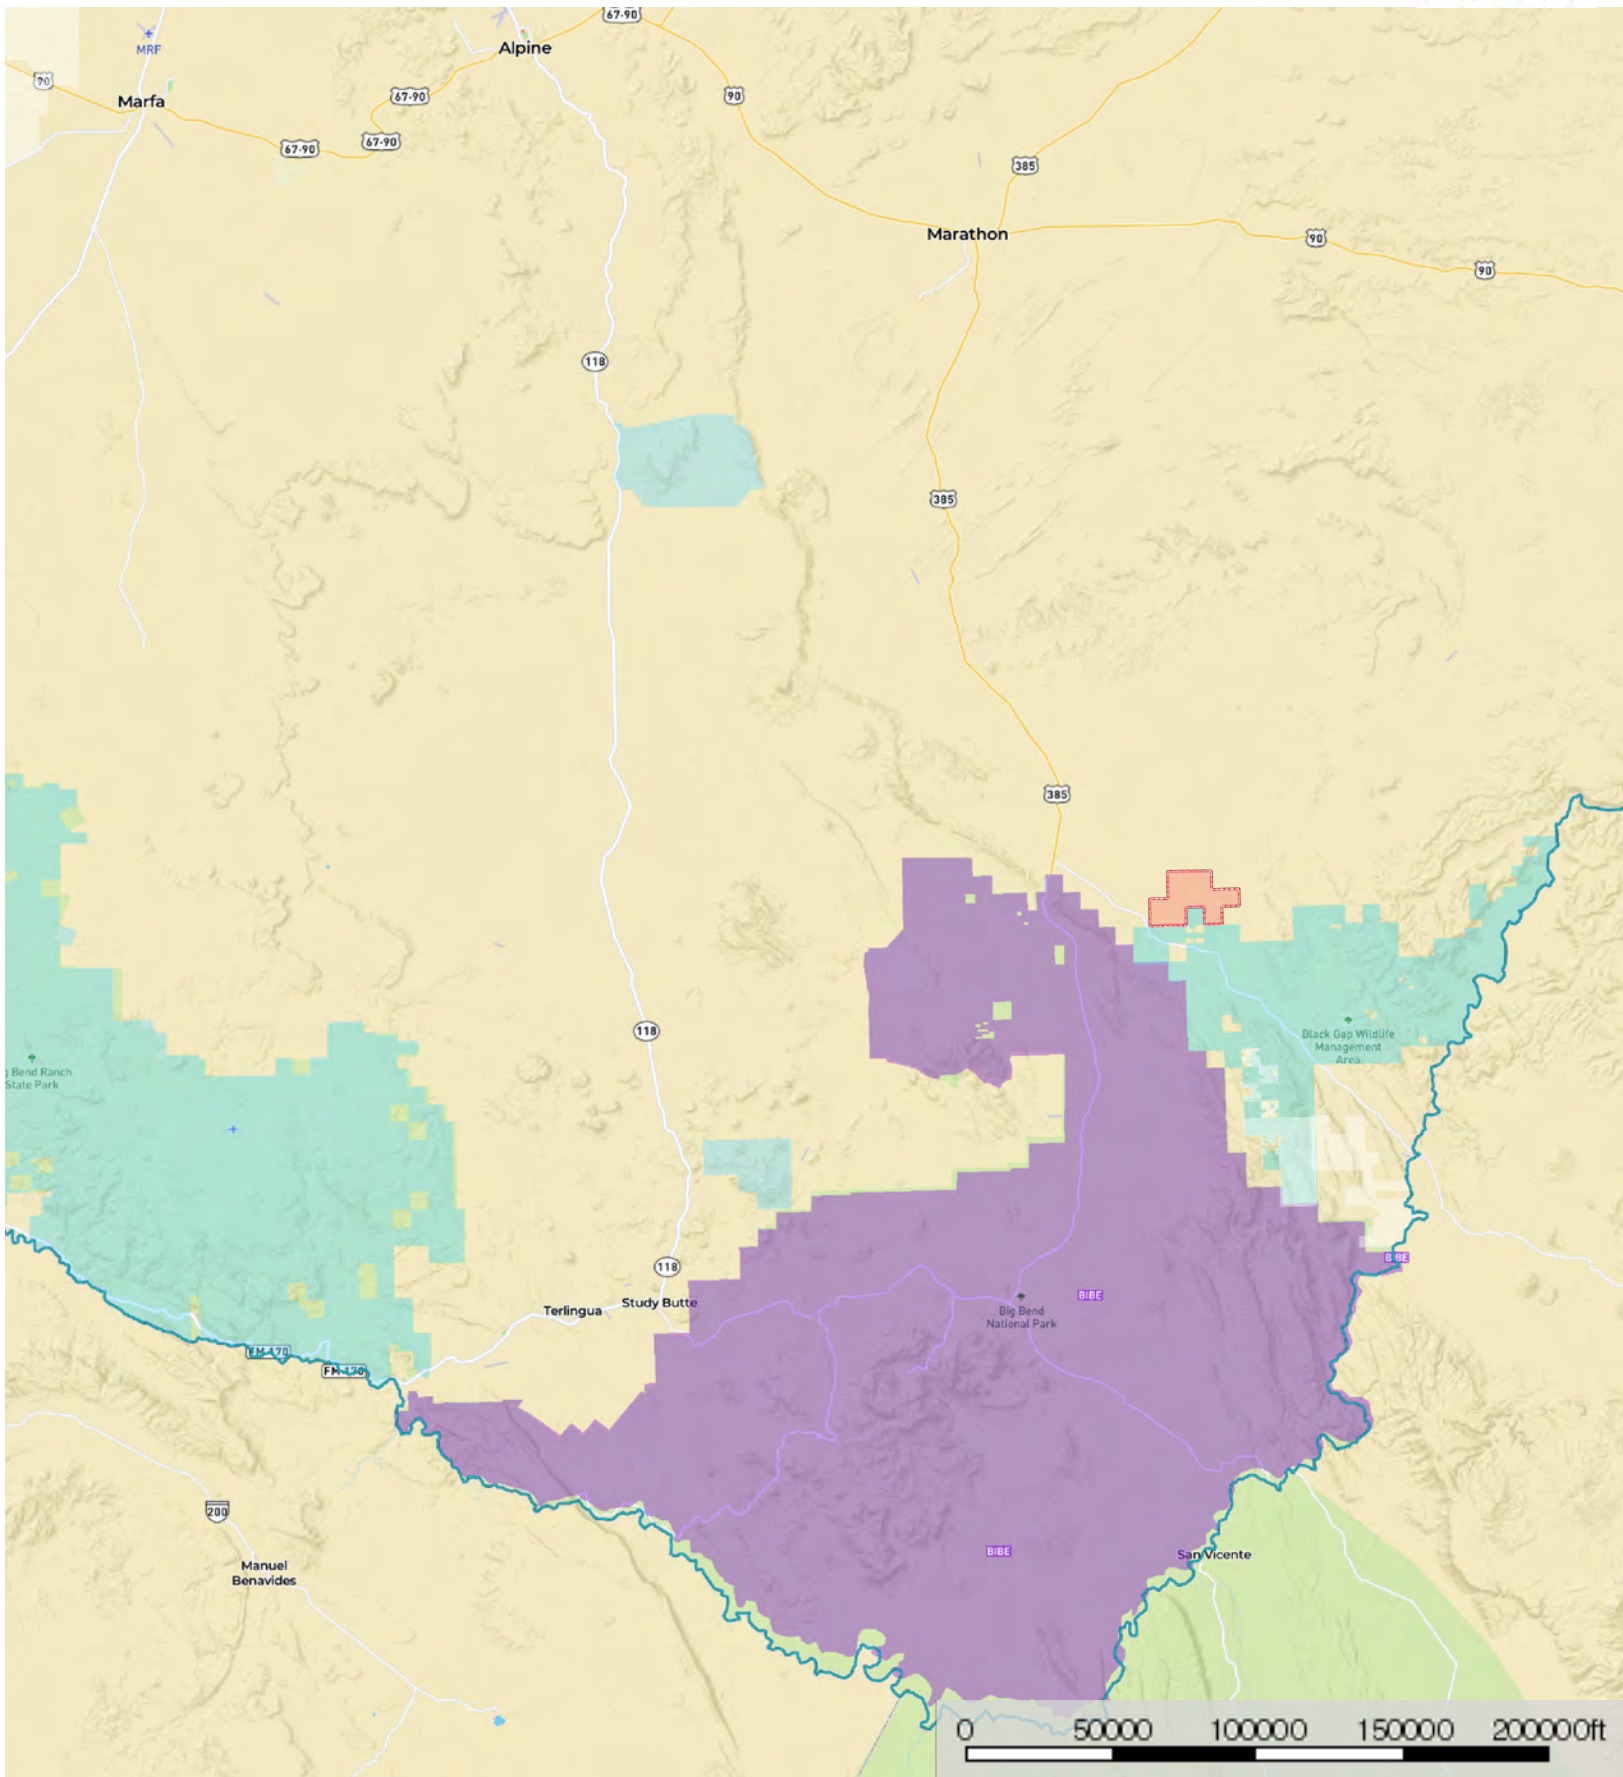 67-90
Alpine
MRF
90
Marfa
67-90
90
67-90
67-90
385
Marathon
90
90
118
385
385
Black Gap Wildlife
Management
Area
118
g Bend Ranch
State Park
BIBE
118
Study Butte
Terlingua
BIBE
Big Bend
National Park
FM 170
FM 170
200
BIBE
San Vicente
Manuel
Benavides
0 50000 100000 150000 200000ft